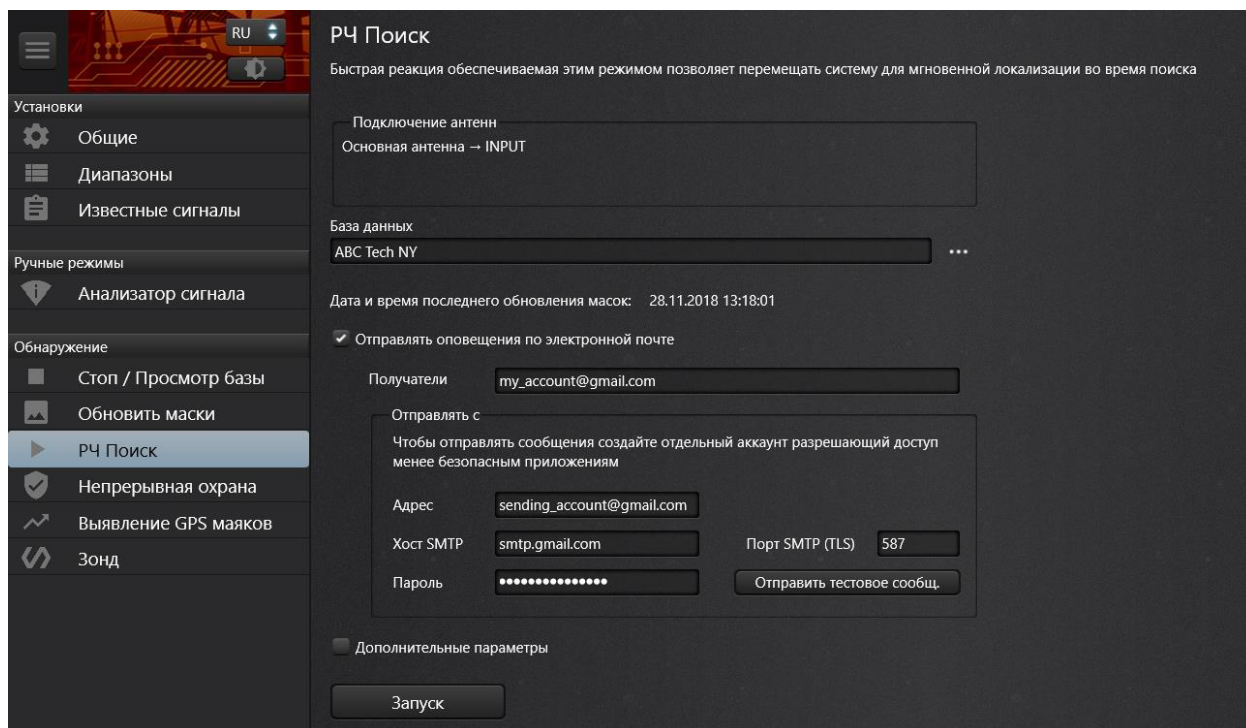 RU
Установки
Общие
Диапазоны
Известные сигналы
Ручные режимы
Анализатор сигнала
Обнаружение
Стоп / Просмотр базы
Обновить маски
РЧ Поиск
Непрерывная охрана
Выявление GPS маяков
Зонд
РЧ Поиск
Быстрая реакция обеспечиваемая этим режимом позволяет перемещать систему для мгновенной локализации во время поиска
Подключение антенн
Основная антенна → INPUT
База данных
ABC Tech NY
Дата и время последнего обновления масок: 28.11.2018 13:18:01
Отправлять оповещения по электронной почте
Получатели my_account@gmail.com
Отправлять с
Чтобы отправлять сообщения создайте отдельный аккаунт разрешающий доступ
менее безопасным приложениям
Адрес sending_account@gmail.com
Хост SMTP smtp.gmail.com Порт SMTP (TLS) 587
Пароль ••••••••••••••• Отправить тестовое сообщ.
Дополнительные параметры
Запуск